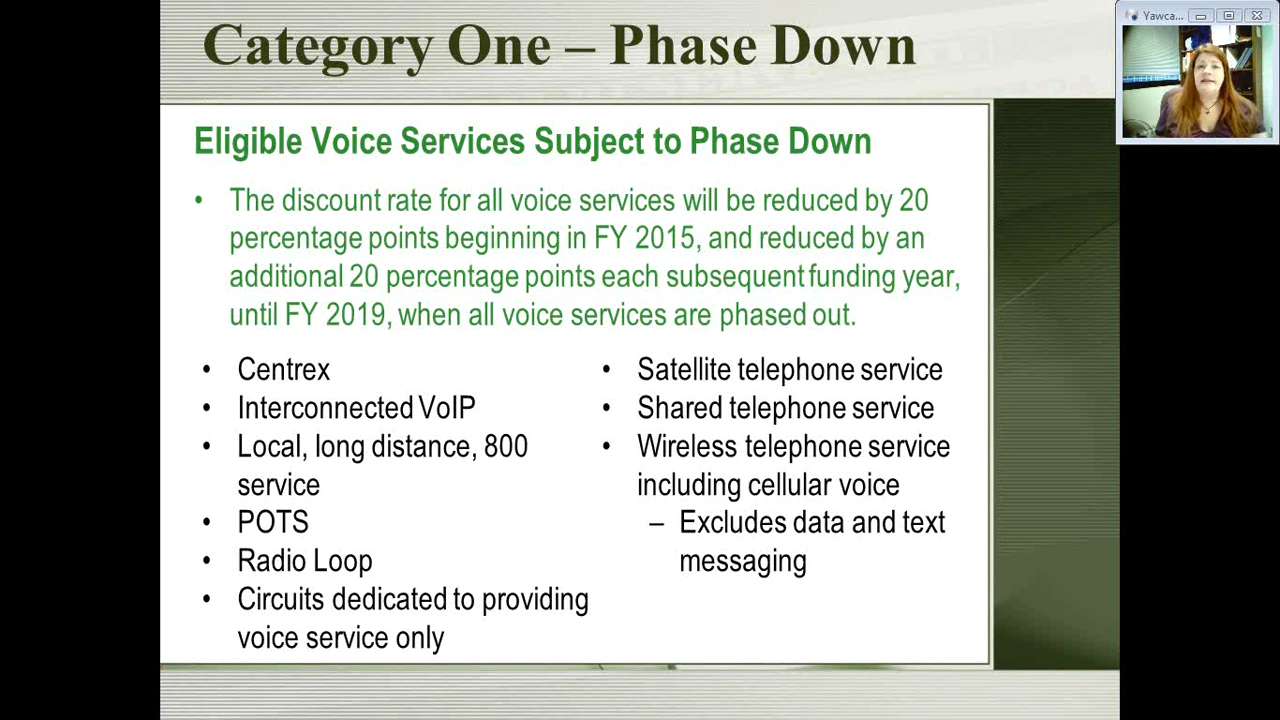 Category One – Phase Down
Yawca...
Eligible Voice Services Subject to Phase Down
• The discount rate for all voice services will be reduced by 20
percentage points beginning in FY 2015, and reduced by an
additional 20 percentage points each subsequent funding year,
until FY 2019, when all voice services are phased out.
• Centrex
• Interconnected VoIP
• Local, long distance, 800
service
• POTS
• Radio Loop
• Circuits dedicated to providing
voice service only
• Satellite telephone service
• Shared telephone service
• Wireless telephone service
including cellular voice
– Excludes data and text
messaging